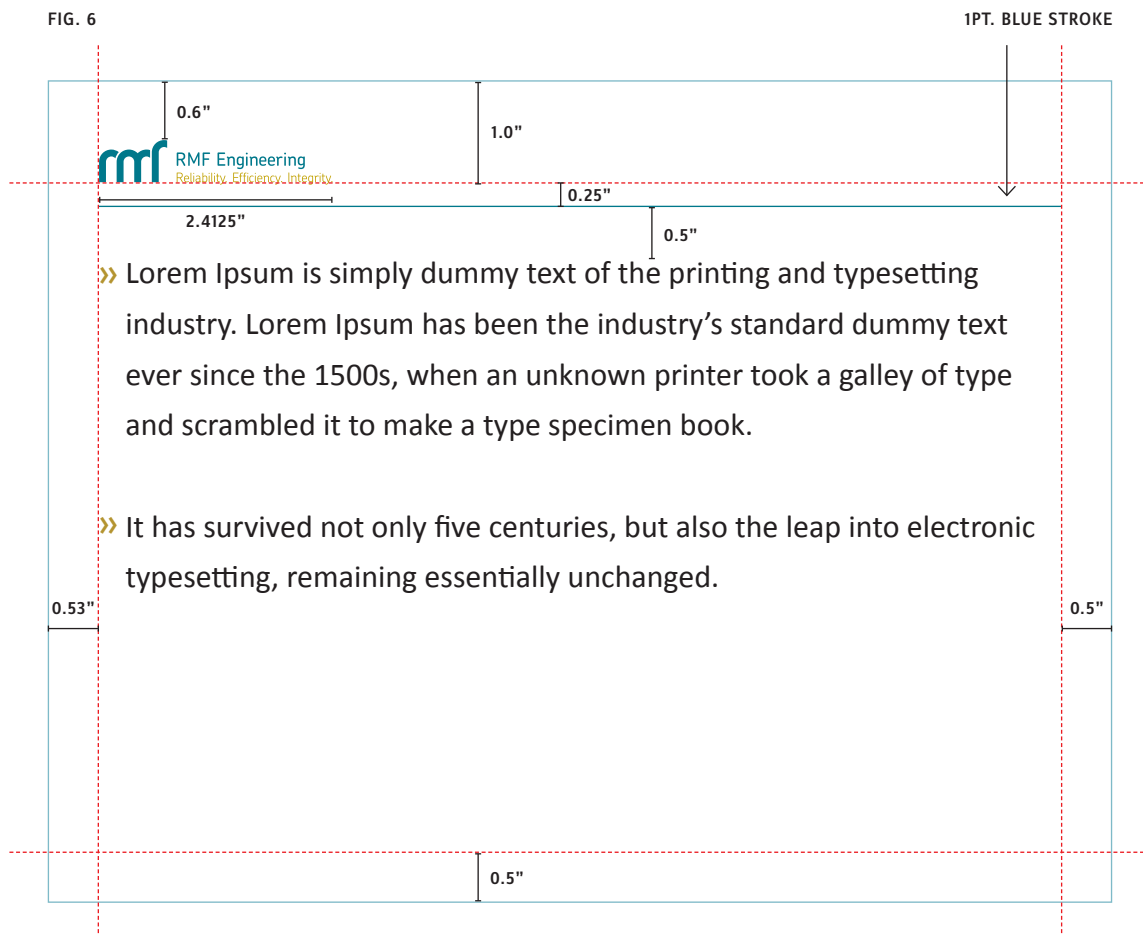 FIG. 6
1PT. BLUE STROKE
0.6"
1.0"
rmf
RMF Engineering
Reliability. Efficiency. Integrity.
0.25"
2.4125"
0.5"
» Lorem Ipsum is simply dummy text of the printing and typesetting
industry. Lorem Ipsum has been the industry’s standard dummy text
ever since the 1500s, when an unknown printer took a galley of type
and scrambled it to make a type specimen book.
» It has survived not only five centuries, but also the leap into electronic
typesetting, remaining essentially unchanged.
0.53"
0.5"
0.5"